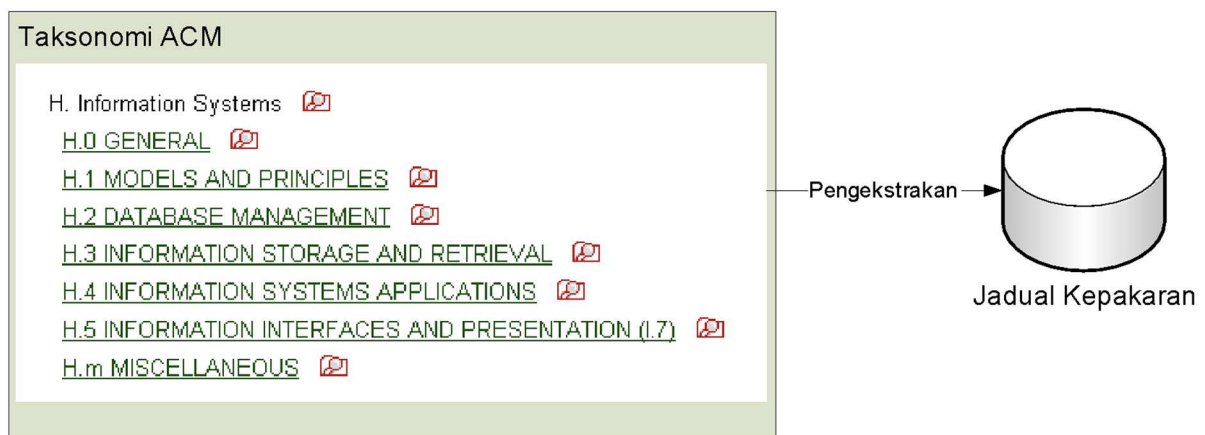 Taksonomi ACM
H. Information Systems
H.0 GENERAL
H.1 MODELS AND PRINCIPLES
H.2 DATABASE MANAGEMENT
H.3 INFORMATION STORAGE AND RETRIEVAL
H.4 INFORMATION SYSTEMS APPLICATIONS
H.5 INFORMATION INTERFACES AND PRESENTATION (I.7)
H.m MISCELLANEOUS
Pengekstrakan
Jadual Kepakaran